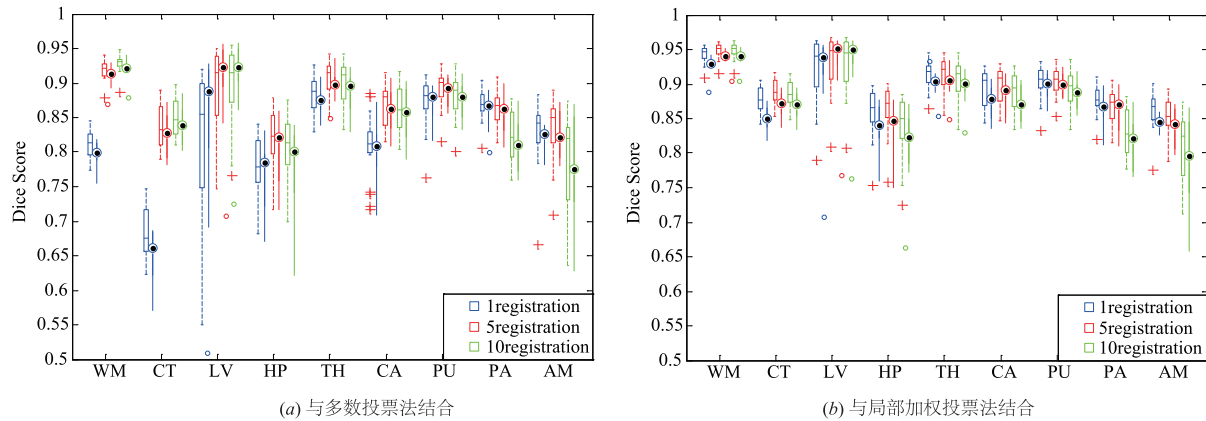 Dice Score
1
0.95
0.9
0.85
0.8
0.75
0.7
0.65
0.6
0.55
0.5
WM CT LV HP TH CA PU PA AM
1registration
5registration
10registration
(a) 与多数投票法结合
Dice Score
1
0.95
0.9
0.85
0.8
0.75
0.7
0.65
0.6
0.55
0.5
WM CT LV HP TH CA PU PA AM
1registration
5registration
10registration
(b) 与局部加权投票法结合